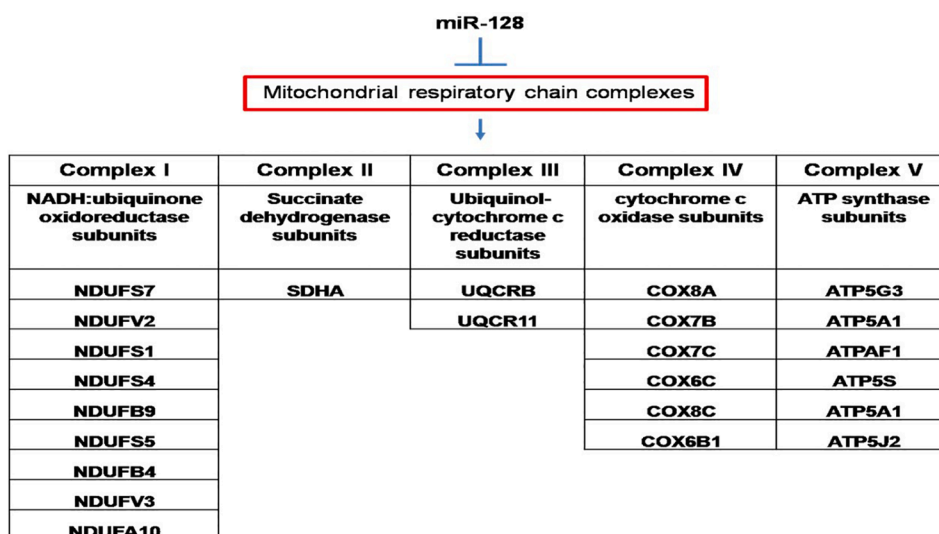 miR-128
Mitochondrial respiratory chain complexes
Complex I Complex II Complex III Complex IV Complex V
NADH:ubiquinone
oxidoreductase
subunits
Succinate
dehydrogenase
subunits
Ubiquinol-
cytochrome c
reductase
subunits
cytochrome c
oxidase subunits
ATP synthase
subunits
NDUFS7 SDHA UQCRB COX8A ATP5G3
NDUFV2 UQCR11 COX7B ATP5A1
NDUFS1 COX7C ATPAF1
NDUFS4 COX6C ATP5S
NDUFB9 COX8C ATP5A1
NDUFS5 COX6B1 ATP5J2
NDUFB4
NDUFV3
NDUFA10